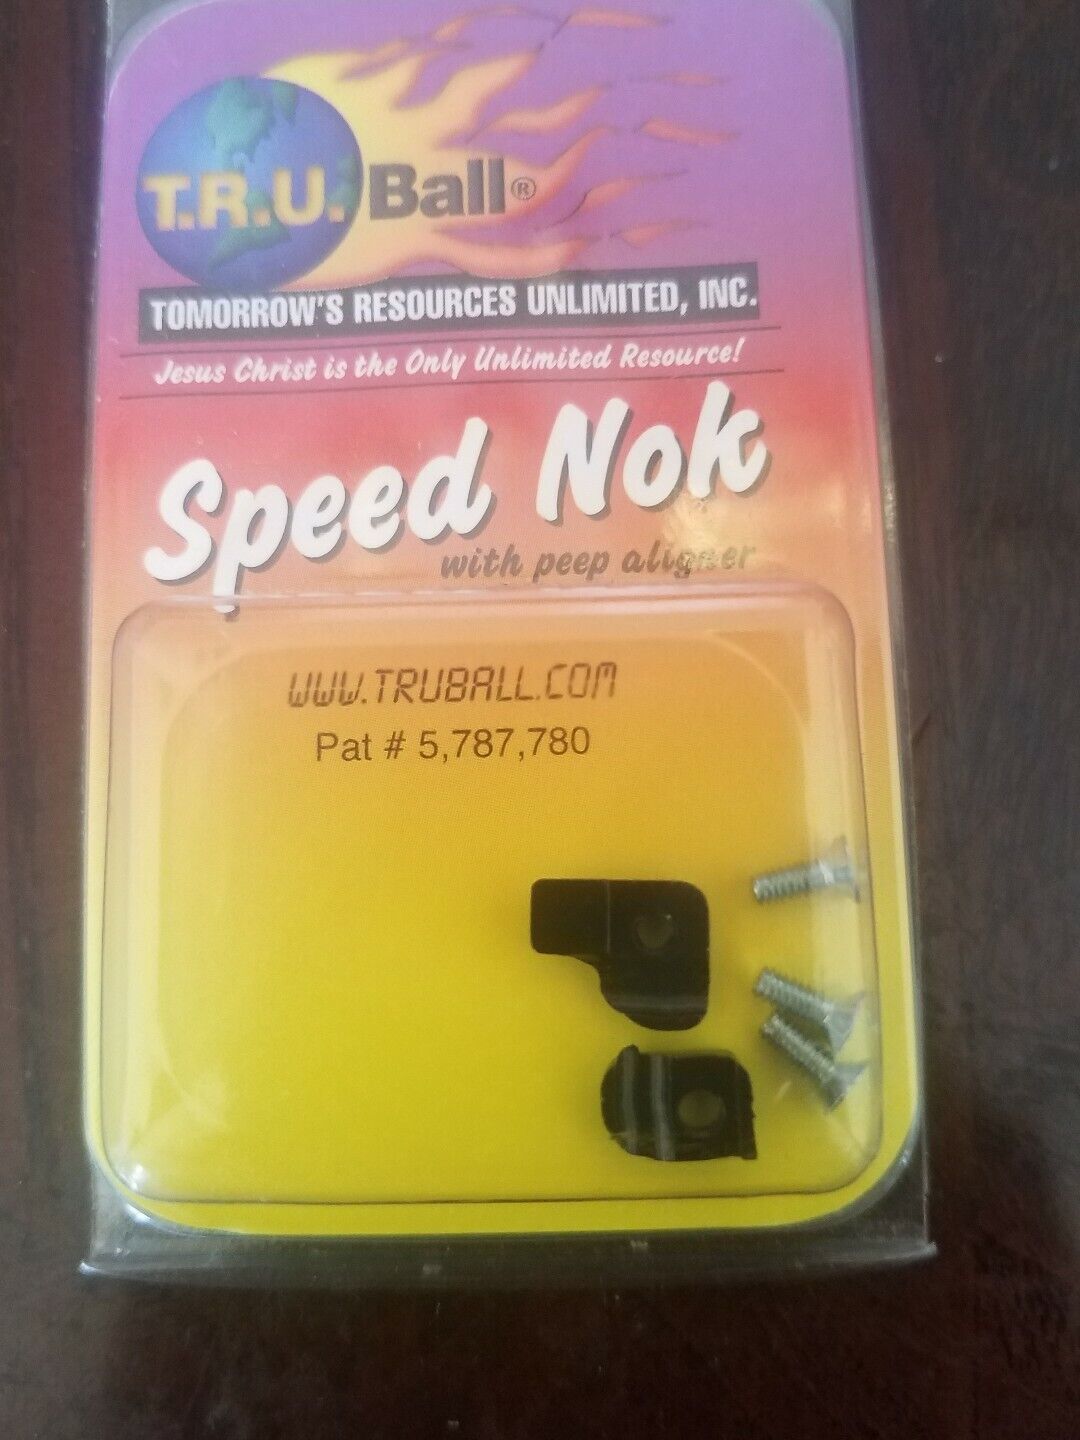 T.R.U. Ball®
TOMORROW'S RESOURCES UNLIMITED, INC.
Jesus Christ is the Only Unlimited Resource!
Speed Nok
with peep aligner
WWW.TRUBALL.COM
Pat # 5,787,780